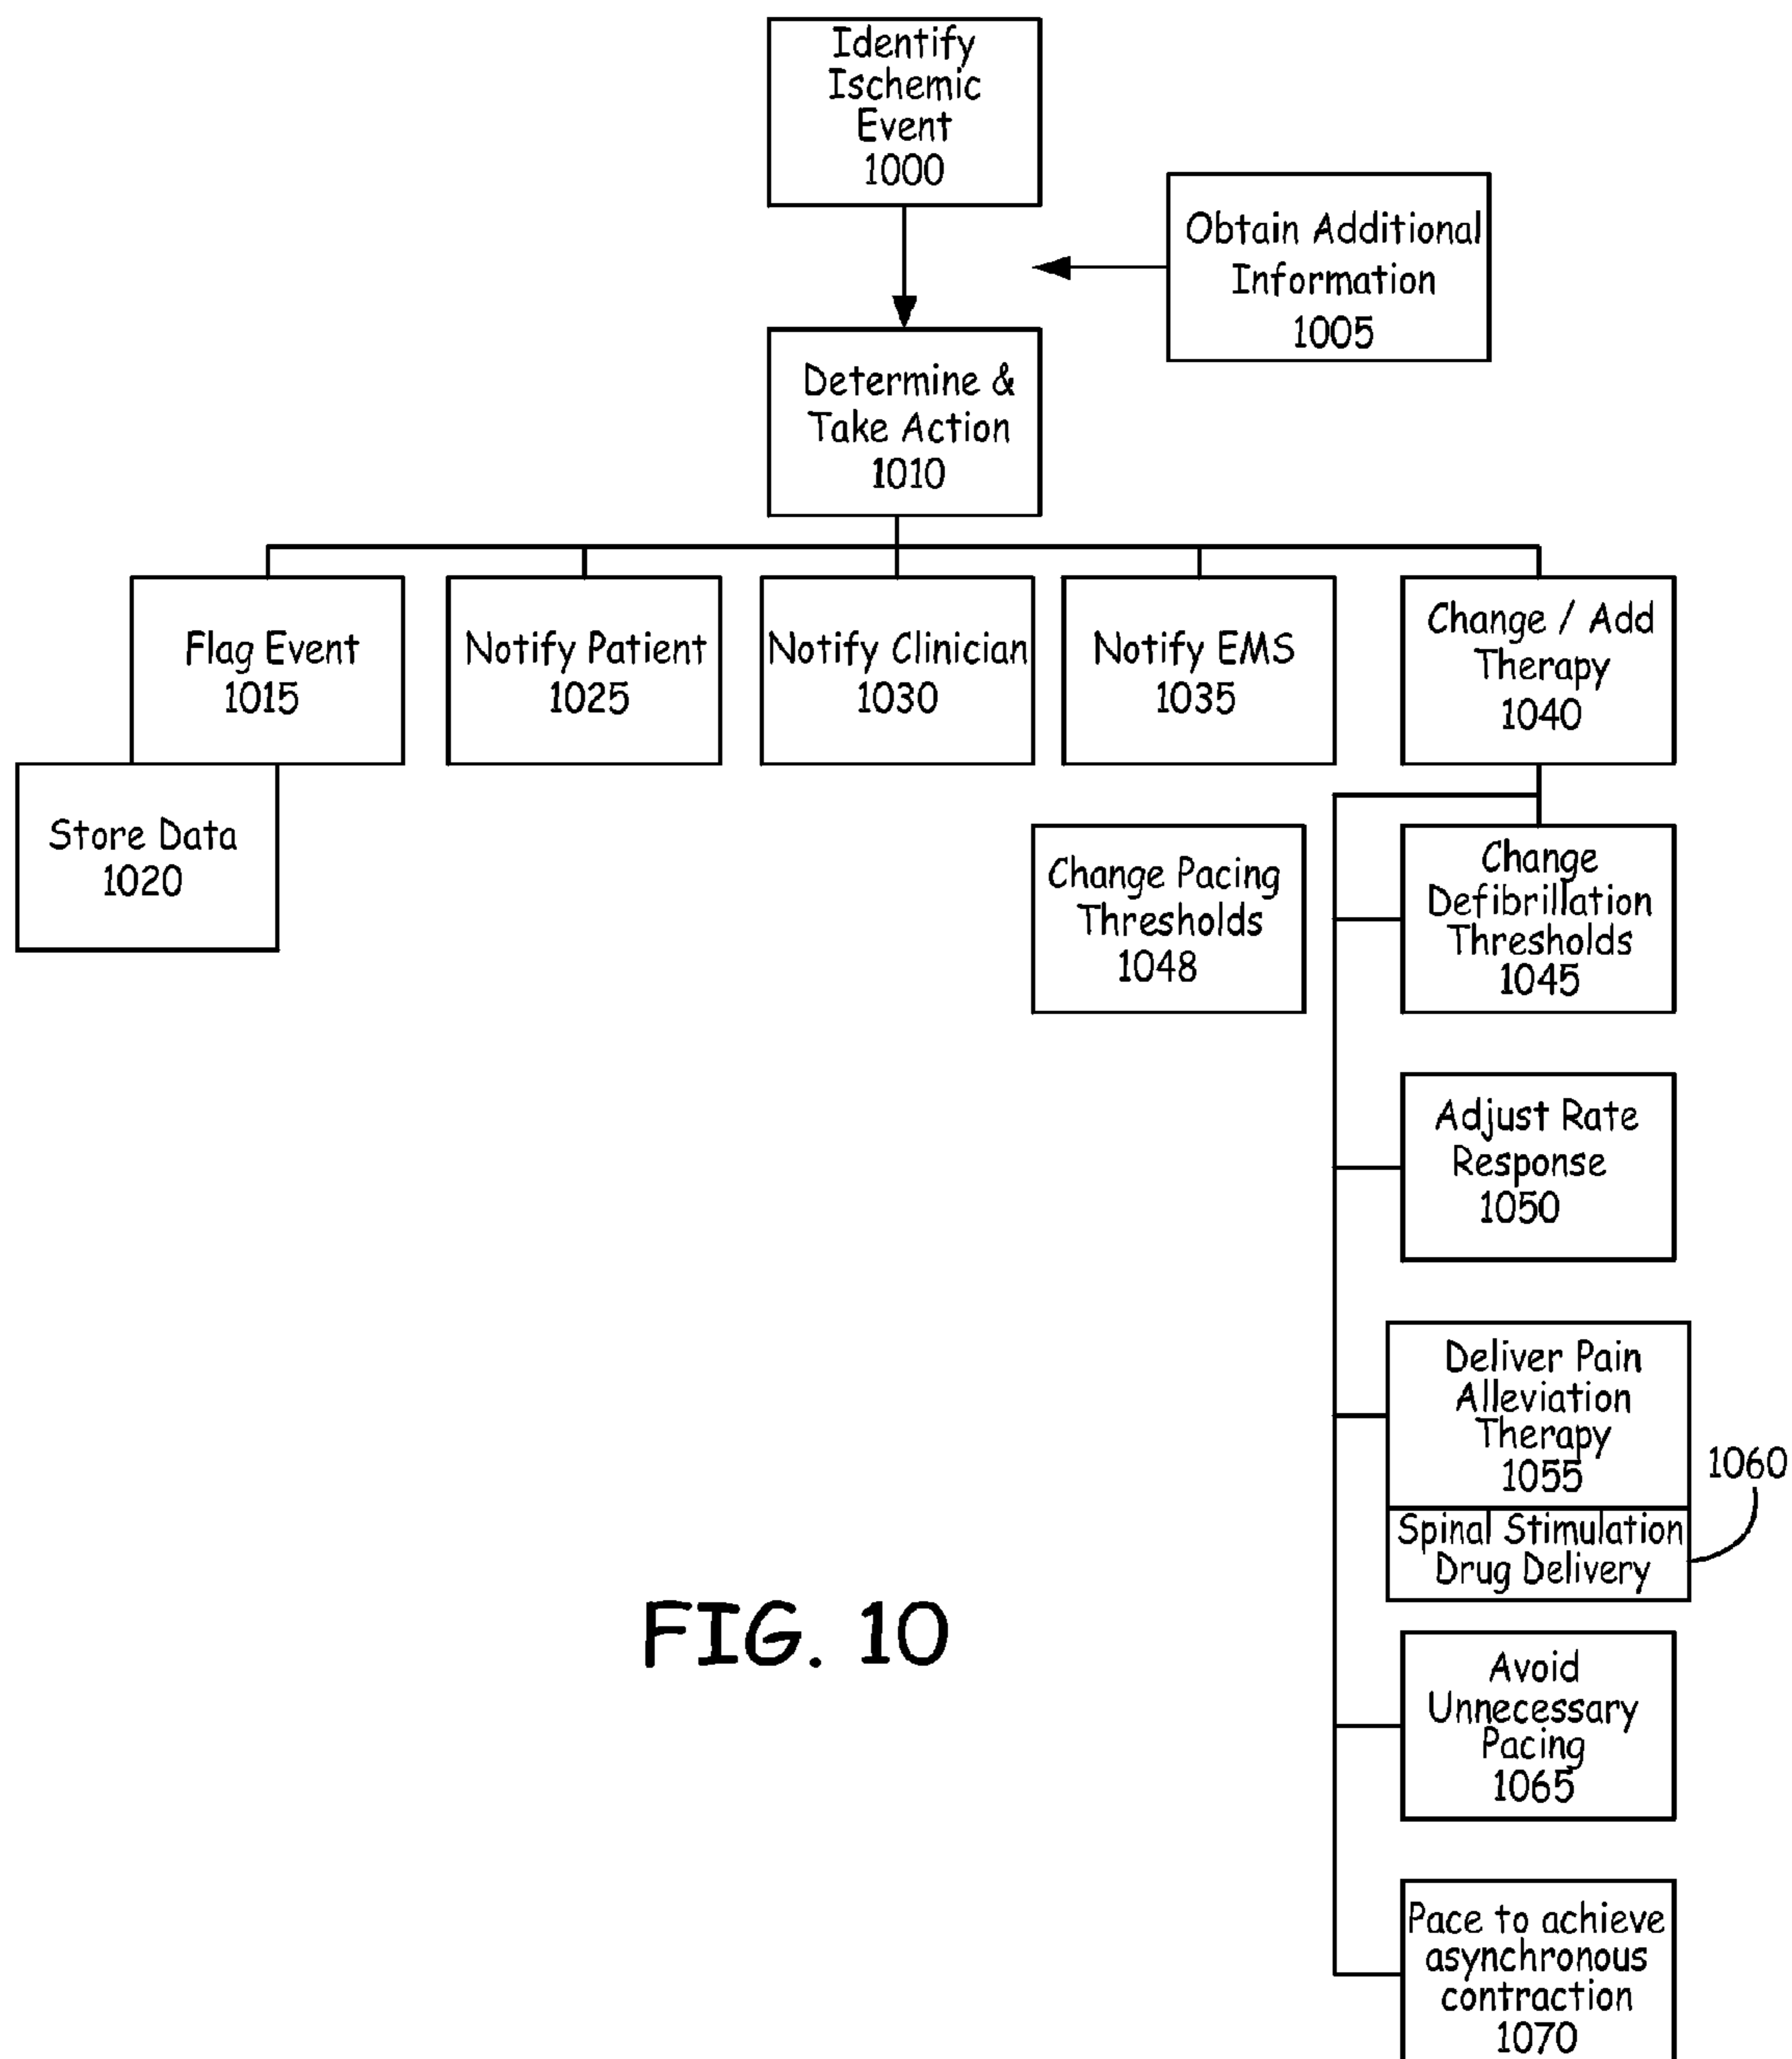 Identify
Ischemic
Event
1000
Obtain Additional
Information
1005
Determine &
Take Action
1010
Flag Event
1015
Notify Patient
1025
Notify Clinician
1030
Notify EMS
1035
Change / Add
Therapy
1040
Store Data
1020
Change Pacing
Thresholds
1048
Change
Defibrillation
Thresholds
1045
Adjust Rate
Response
1050
Deliver Pain
Alleviation
Therapy
1055
1060
Spinal Stimulation
Drug Delivery
FIG. 10
Avoid
Unnecessary
Pacing
1065
Pace to achieve
asynchronous
contraction
1070